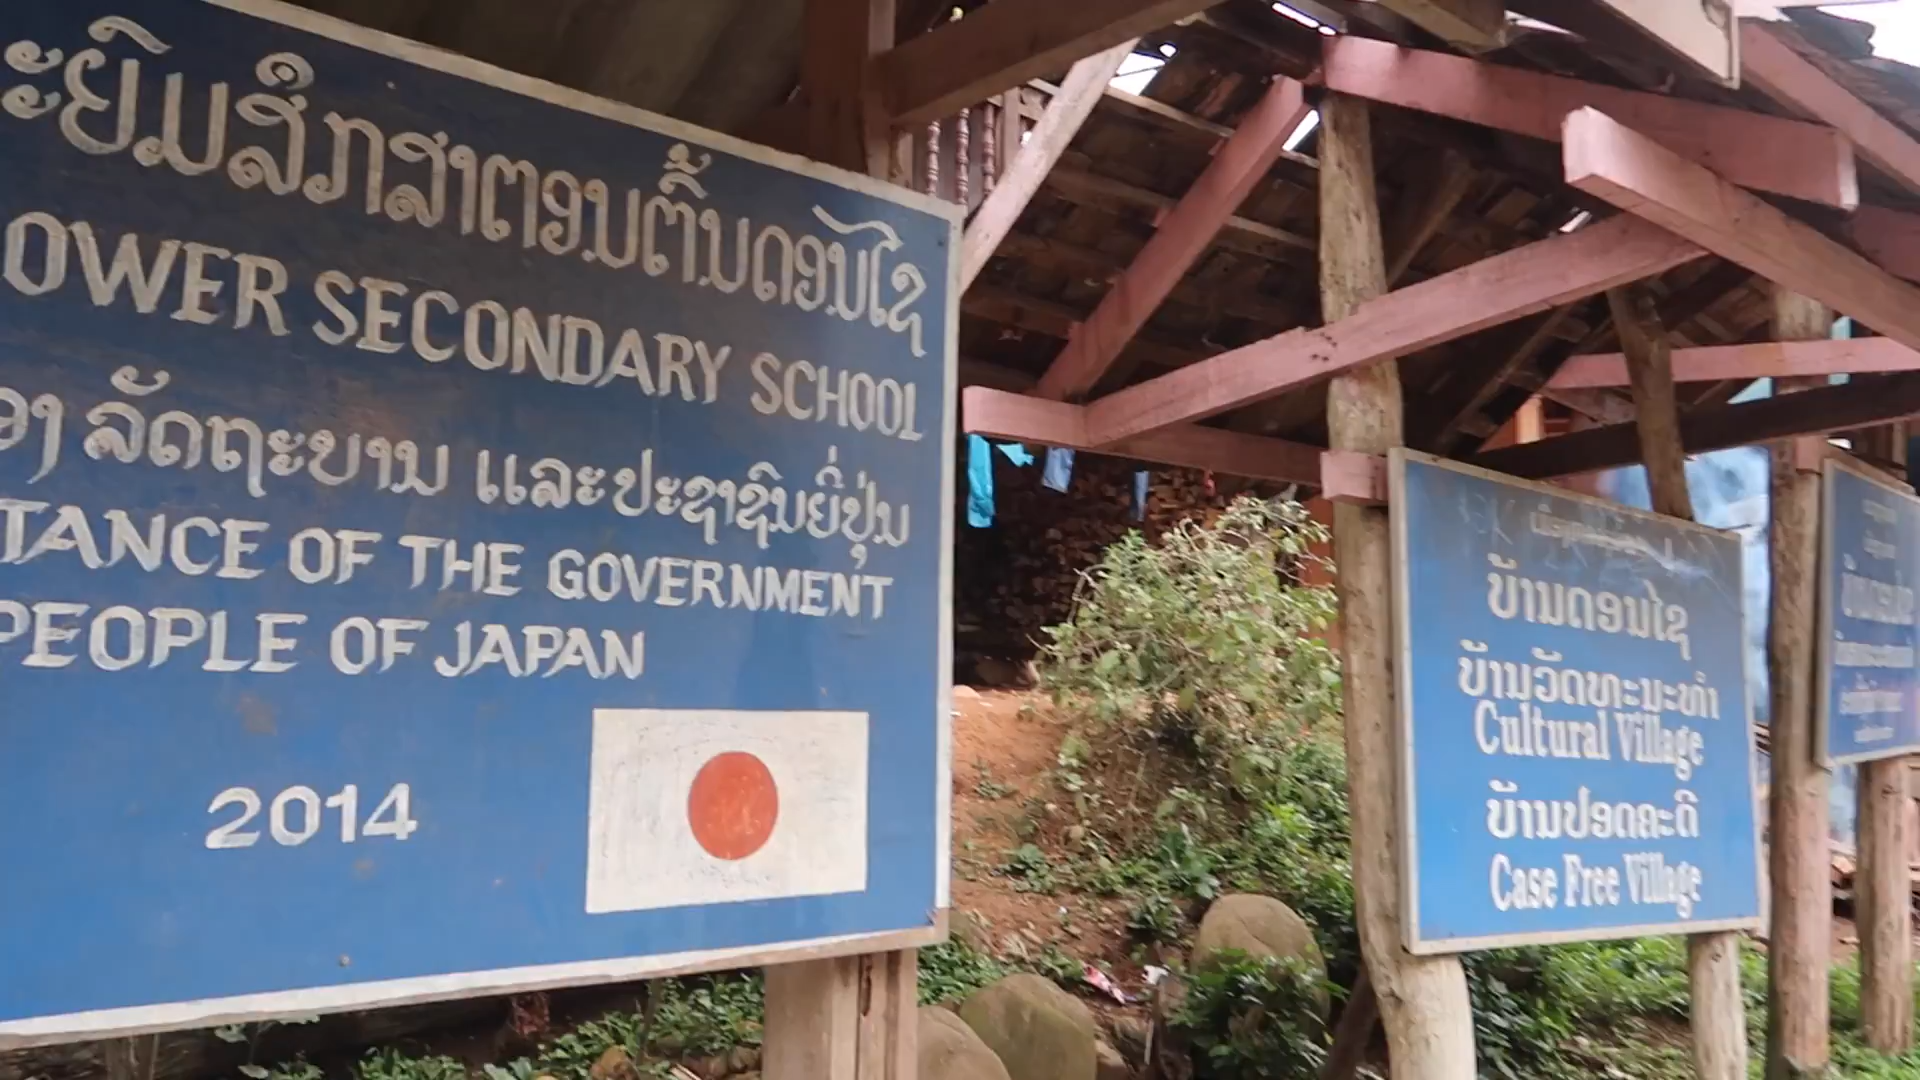 ະຍົມສຶກສາຕອນຕົ້ນດອນໄຊ
OWER SECONDARY SCHOOL
ອງ ລັດຖະບານ ແລະປະຊາຊົນຍີ່ປຸ່ນ
TANCE OF THE GOVERNMENT
PEOPLE OF JAPAN
2014
ບ້ານດອນໄຊ
ບ້ານວັດທະນະທຳ
Cultural Village
ບ້ານປອດຄະດີ
Case Free Village